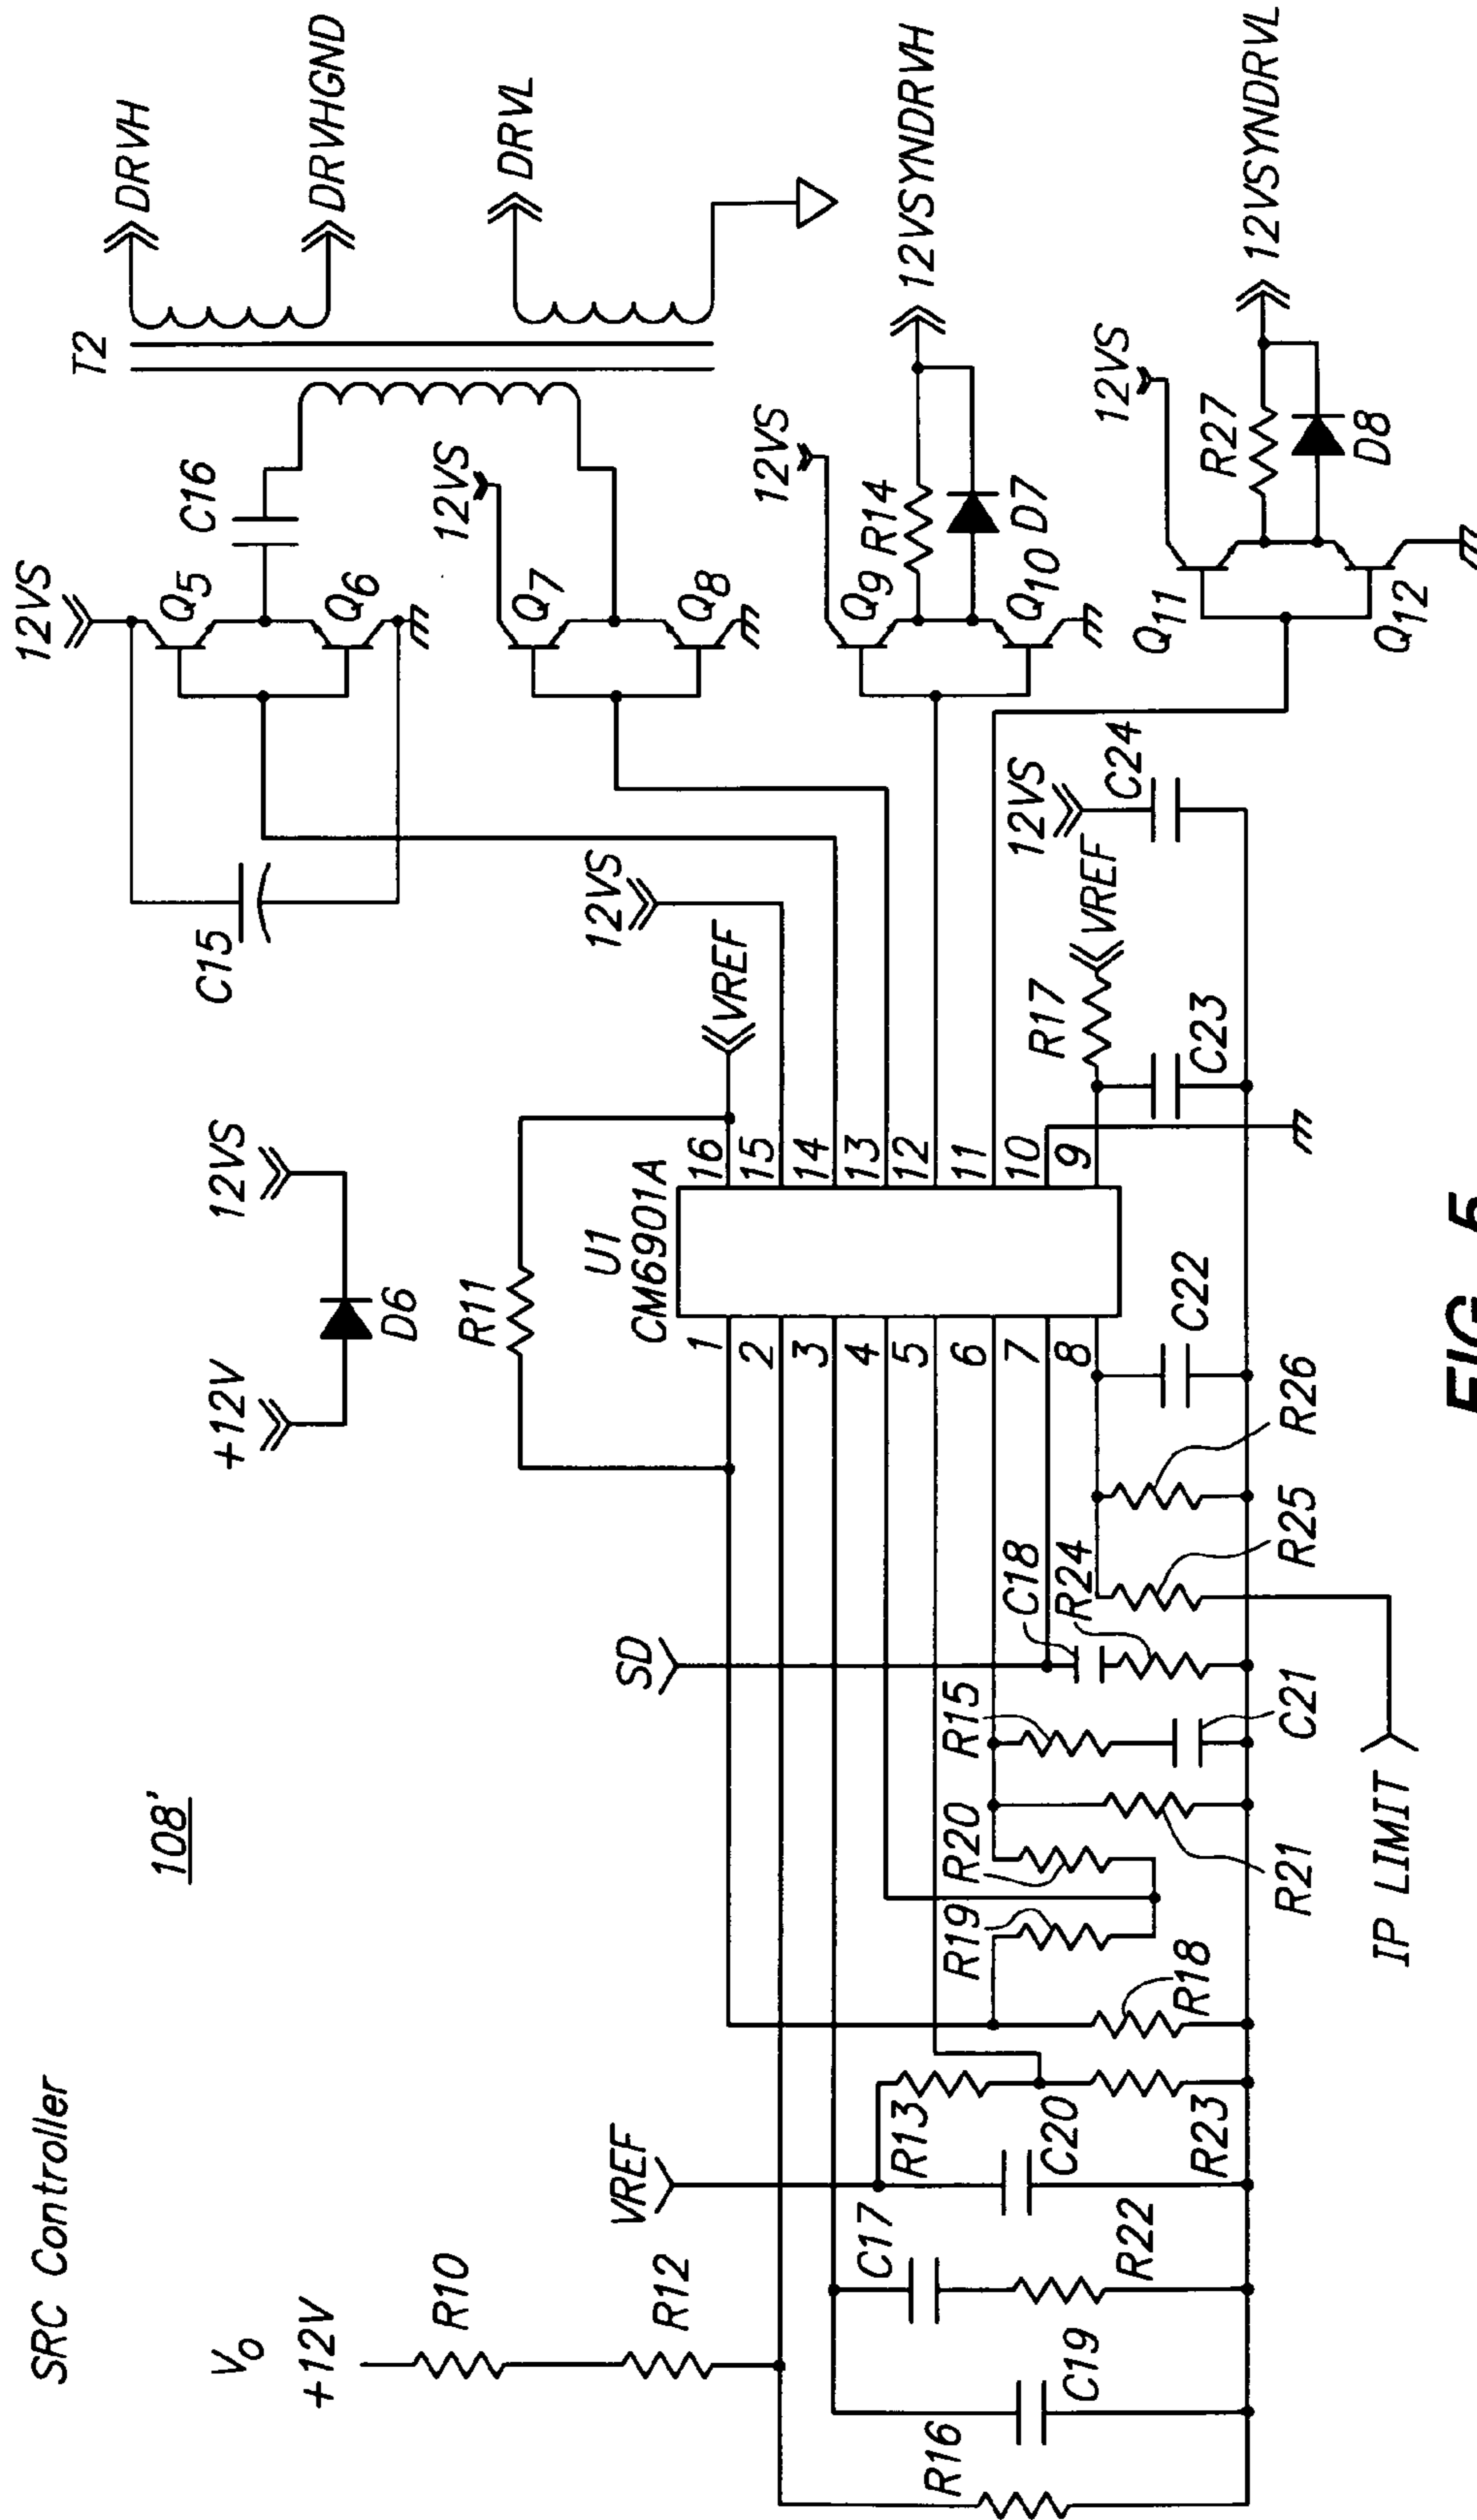 SRC Controller
108'
Vo
+12V
R10
R12
R16
C19
C17
R22
VREF
C20
R13
R23
R18
R19
R20
R21
R15
C21
SD
C18
R24
IP LIMIT
R25
R26
C22
+12V
D6
12VS
R11
U1
CM6901A
1
2
3
4
5
6
7
8
16
15
14
13
12
11
10
9
VREF
12VS
C15
R17
VREF
C23
12VS
C24
12VS
Q5
Q6
C16
12VS
Q7
Q8
T2
DRVH
DRVHGND
DRVL
12VS
Q9
R14
Q10
D7
12VSYNDRVH
12VS
Q11
Q12
R27
D8
12VSYNDRVL
FIG. 5